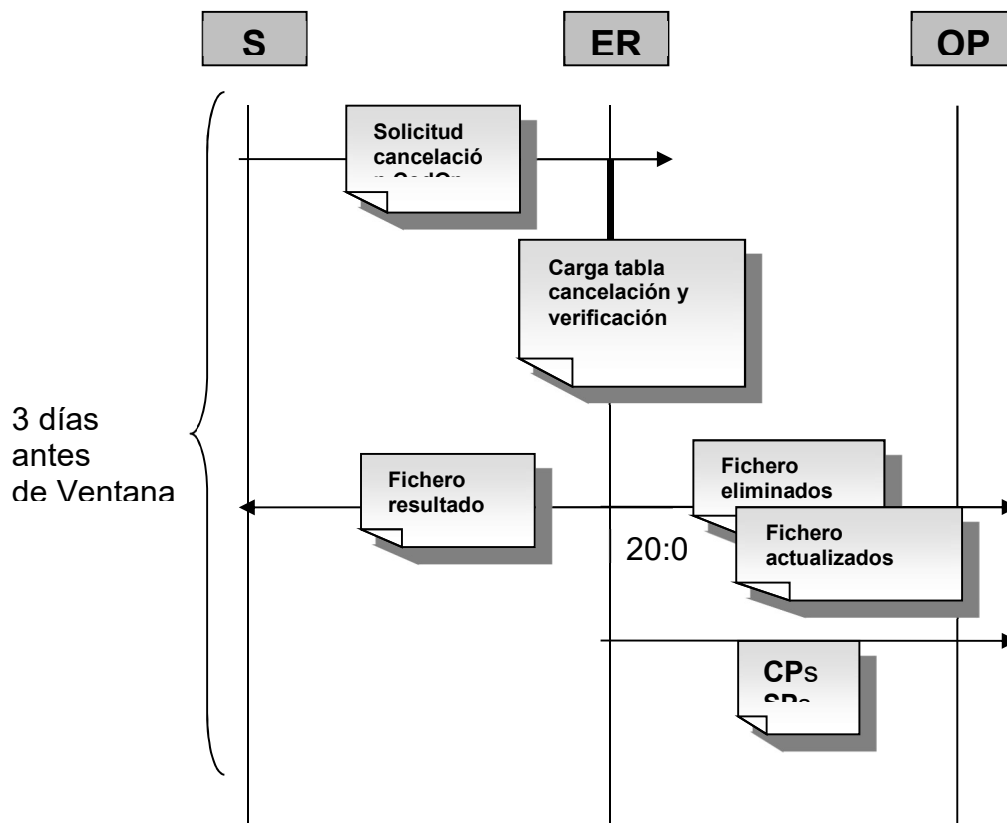 S
ER
OP
Solicitud
cancelació
Carga tabla
cancelación y
verificación
3 días
antes
de Ventana
Fichero
resultado
Fichero
eliminados
20:0
Fichero
actualizados
CPs
SPs